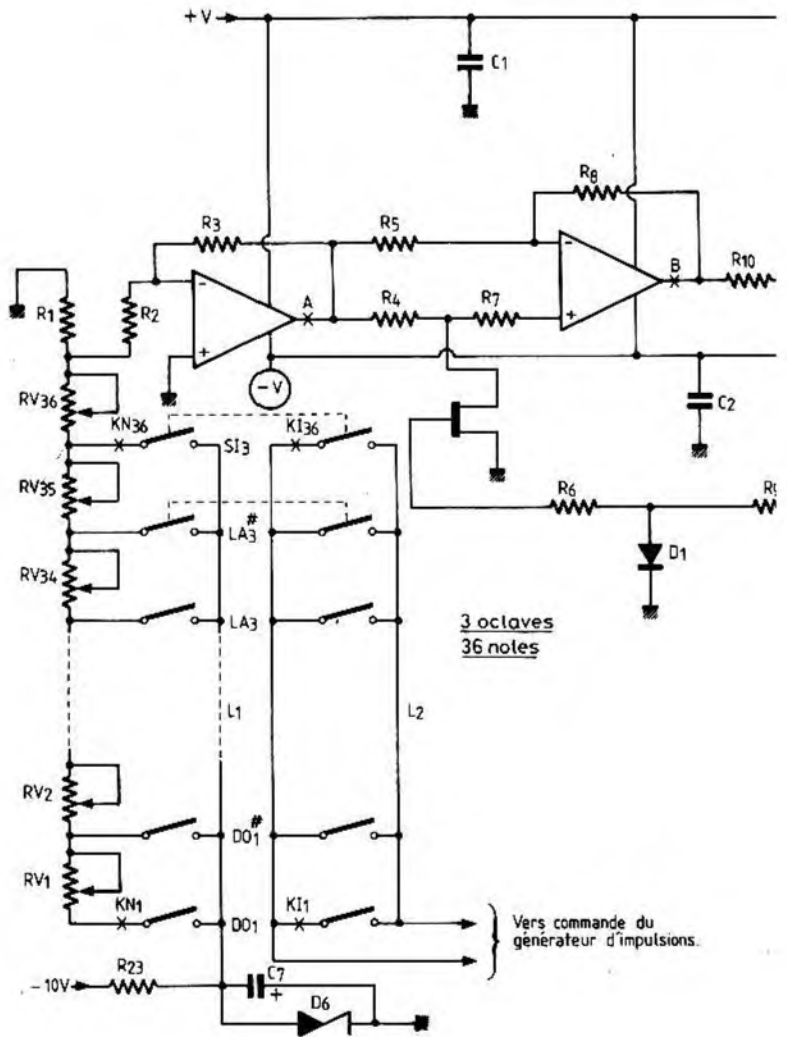 +V
C1
R8
R3
R5
A
R4
R7
B
R10
R1
R2
-V
C2
RV36
KN36
SI3
KI36
RV35
LA3#
R6
D1
RV34
LA3
3 octaves
36 notes
L1
L2
RV2
DO1#
RV1
KN1
DO1
KI1
Vers commande du
générateur d'impulsions.
-10V
R23
C7
+
D6